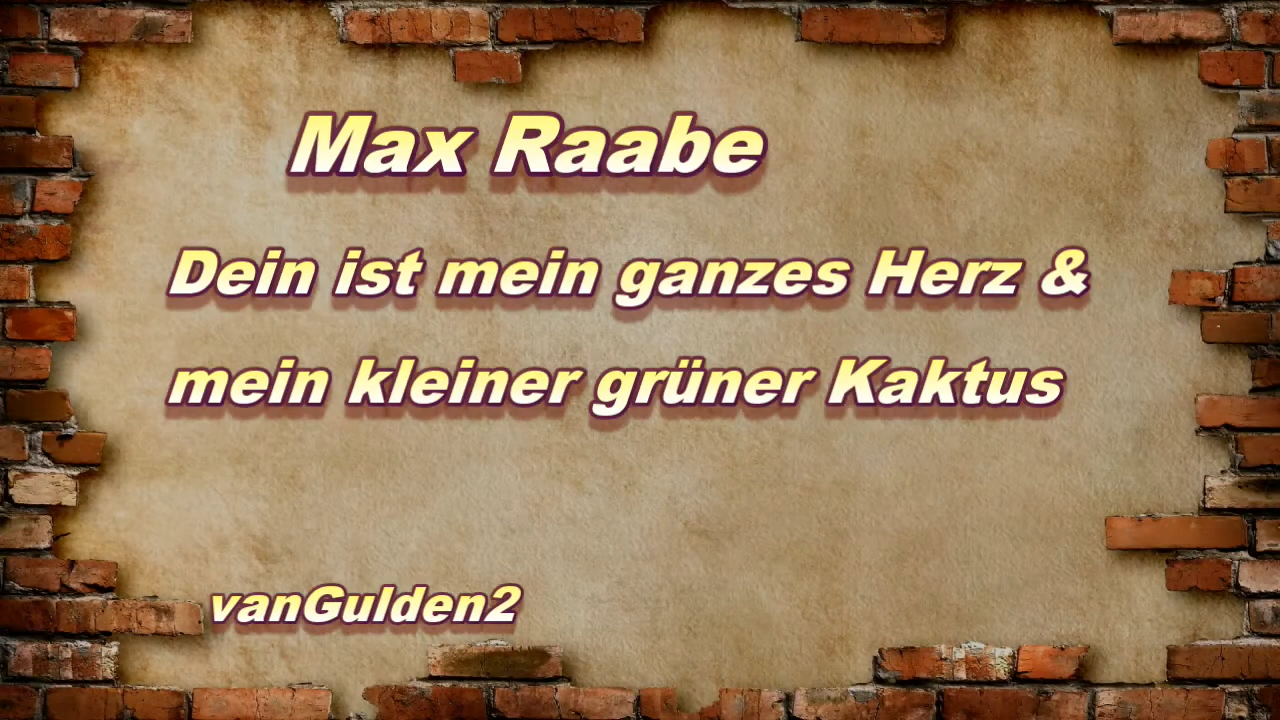 Max Raabe
Dein ist mein ganzes Herz &
mein kleiner grüner Kaktus
vanGulden2